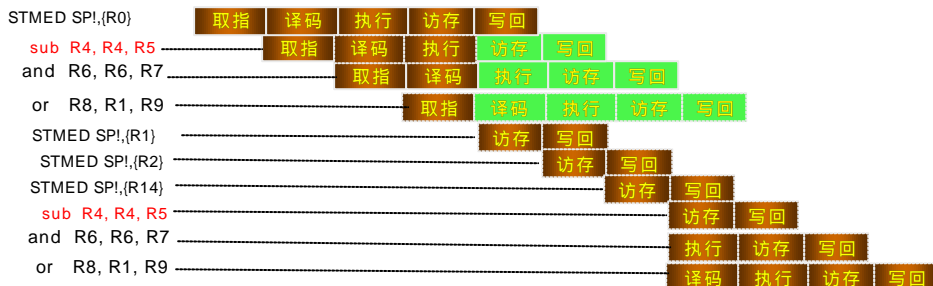 STMED SP!,{R0} 取指 译码 执行 访存 写回
sub R4, R4, R5 取指 译码 执行 访存 写回
and R6, R6, R7 取指 译码 执行 访存 写回
or R8, R1, R9 取指 译码 执行 访存 写回
STMED SP!,{R1} 访存 写回
STMED SP!,{R2} 访存 写回
STMED SP!,{R14} 访存 写回
sub R4, R4, R5 访存 写回
and R6, R6, R7 执行 访存 写回
or R8, R1, R9 译码 执行 访存 写回